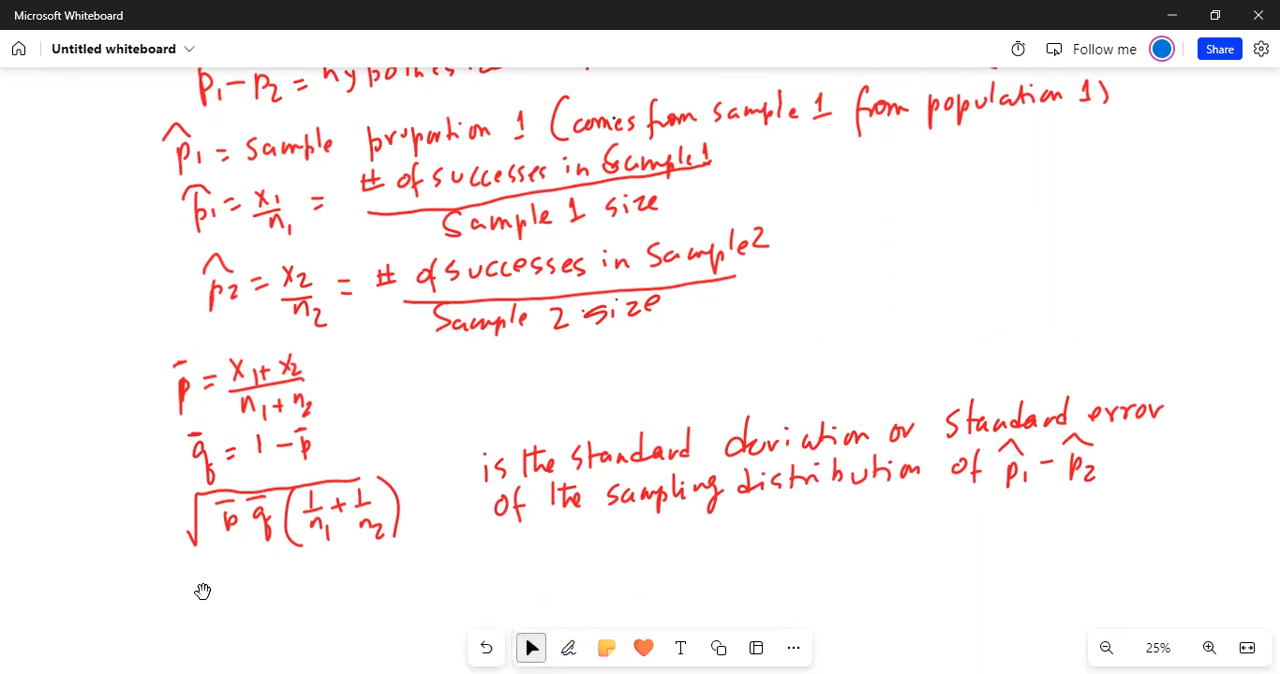 Microsoft Whiteboard
Untitled whiteboard
Follow me
Share
p₁ - p₂ =
p̂₁ = sample proportion 1 (comes from sample 1 from population 1)
p̂₁ = x₁/n₁ = # of successes in Sample 1 / Sample 1 size
p̂₂ = x₂/n₂ = # of successes in Sample 2 / Sample 2 size
p̄ = (x₁ + x₂)/(n₁ + n₂)
q̄ = 1 - p̄
√(p̄ q̄ (1/n₁ + 1/n₂))
is the standard deviation or standard error
of the sampling distribution of p̂₁ - p̂₂
T
25%